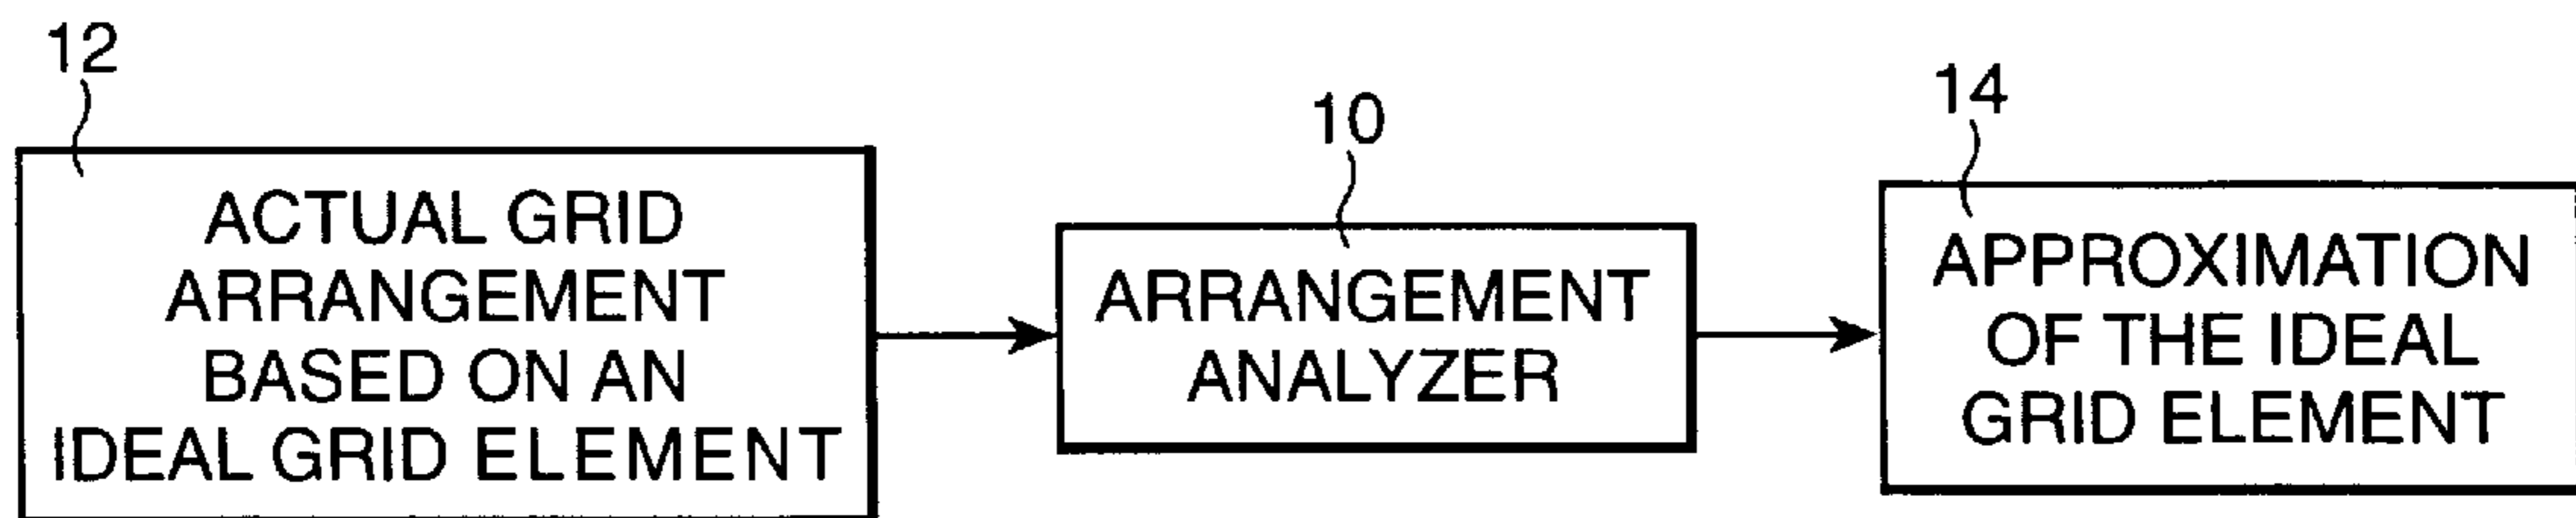 12
ACTUAL GRID
ARRANGEMENT
BASED ON AN
IDEAL GRID ELEMENT
10
ARRANGEMENT
ANALYZER
14
APPROXIMATION
OF THE IDEAL
GRID ELEMENT